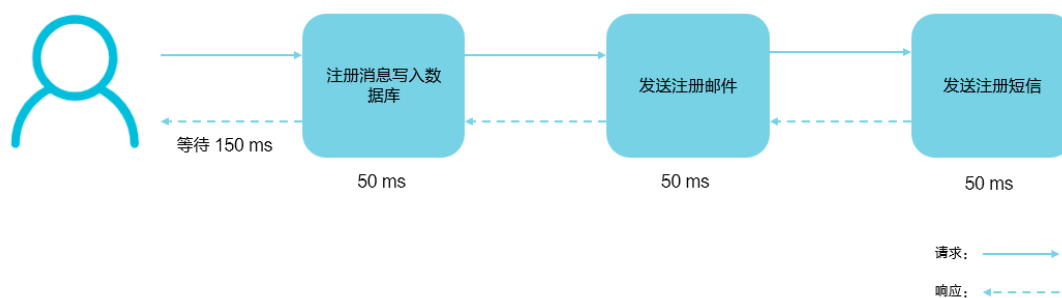 注册消息写入数
据库
发送注册邮件
发送注册短信
等待 150 ms
50 ms
50 ms
50 ms
请求：
响应：